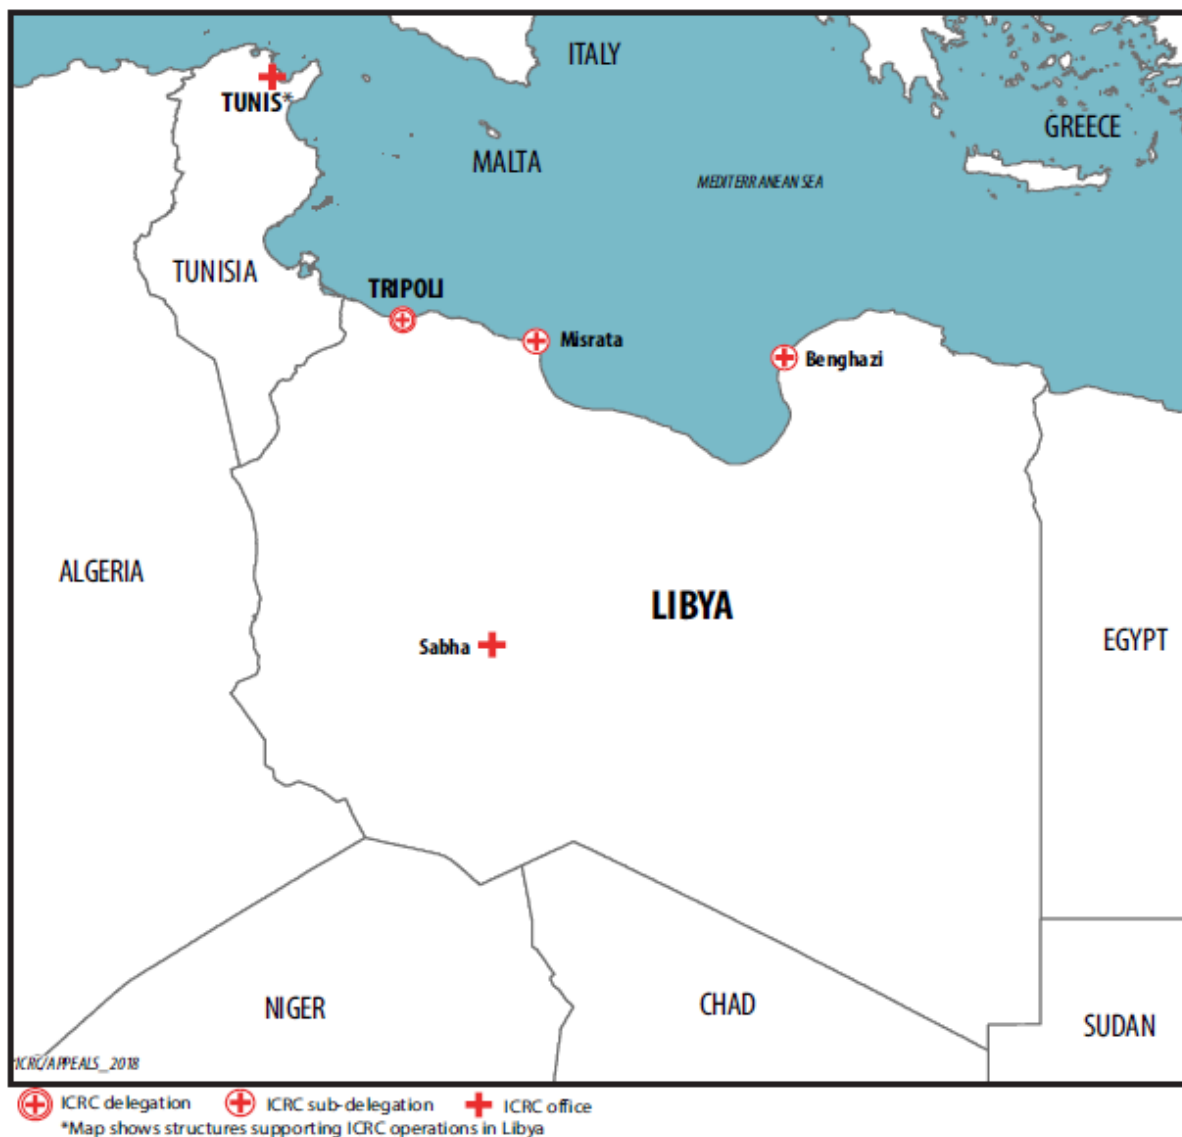 ITALY
TUNIS*
GREECE
MALTA
MEDITERRANEAN SEA
TUNISIA
TRIPOLI
Misrata
Benghazi
ALGERIA
LIBYA
EGYPT
Sabha
NIGER
CHAD
SUDAN
ICRC/APPEALS_2018
ICRC delegation ICRC sub-delegation ICRC office
*Map shows structures supporting ICRC operations in Libya